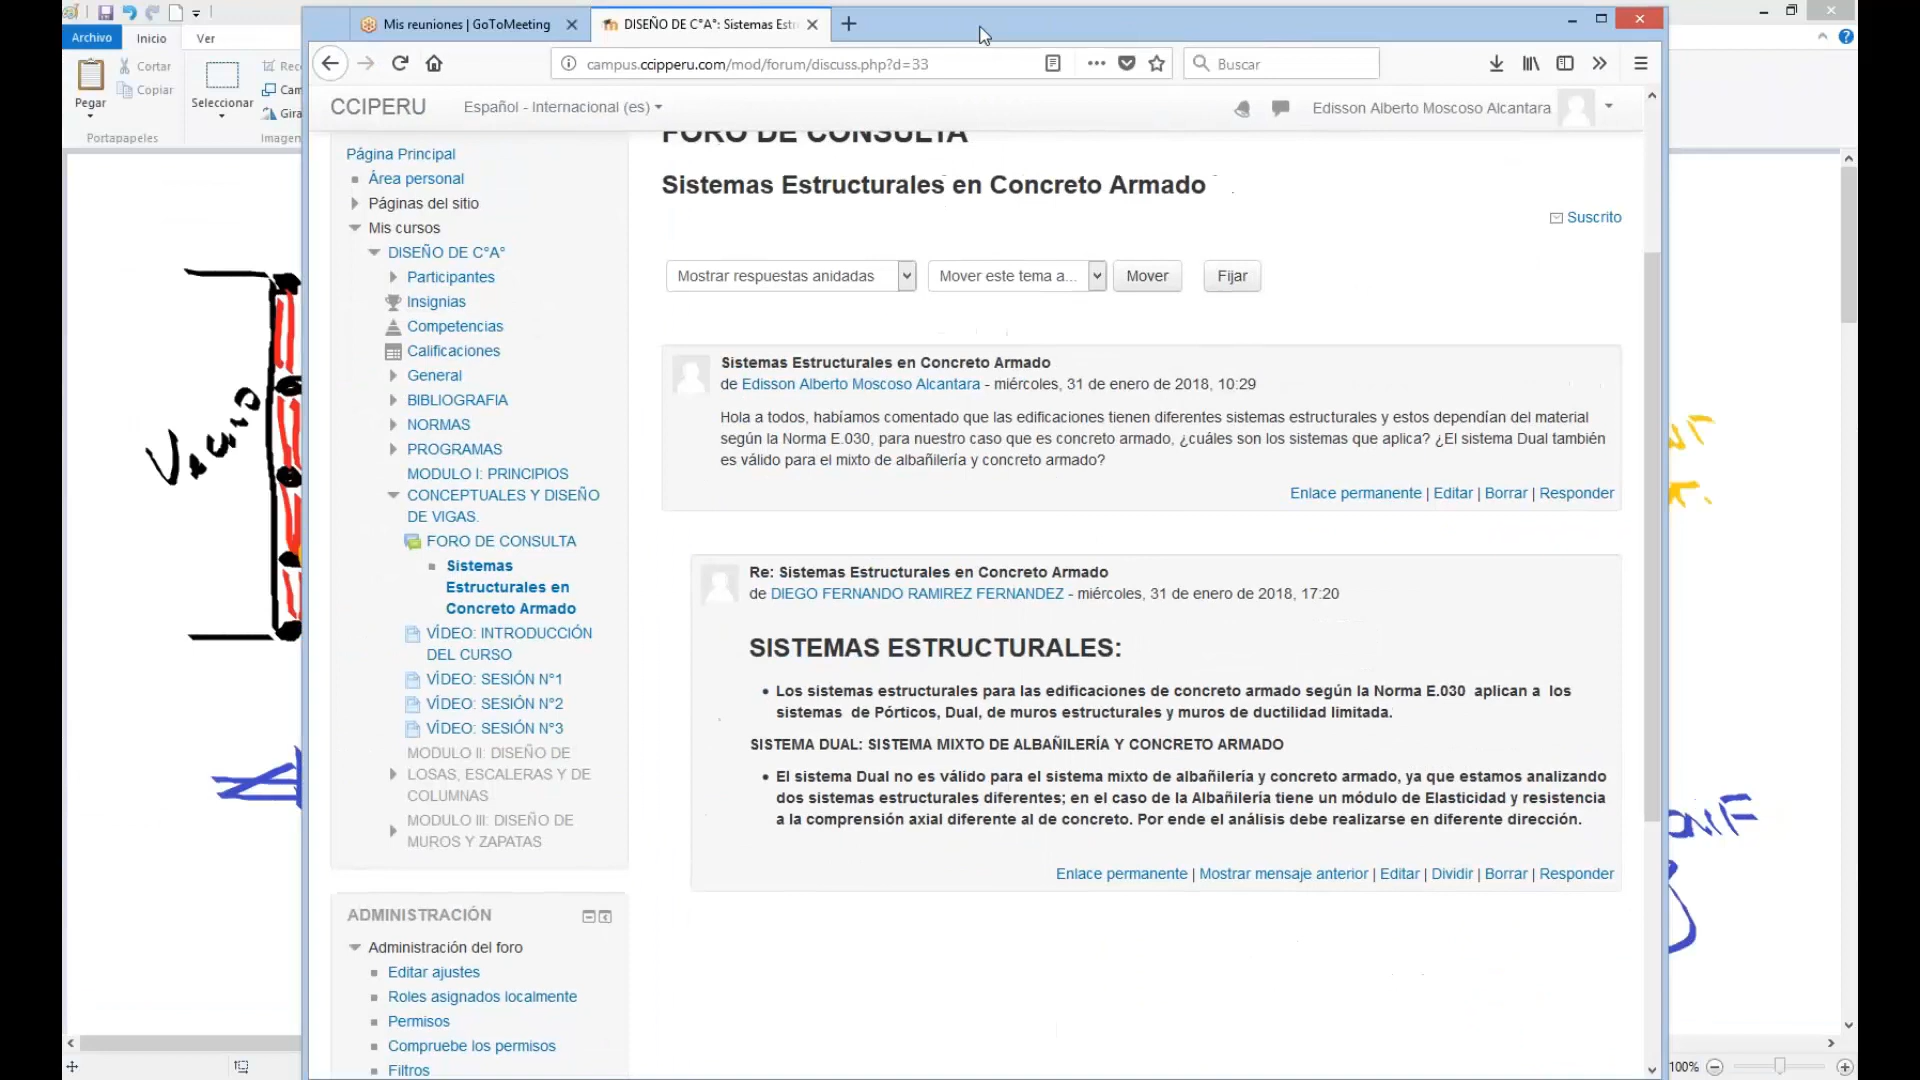 Mis reuniones | GoToMeeting
DISEÑO DE C°A°: Sistemas Estr
Archivo
Inicio
Ver
Pegar
Cortar
Copiar
Portapapeles
Seleccionar
Rec
Cam
Gira
Imagen
campus.ccipperu.com/mod/forum/discuss.php?d=33
Buscar
CCIPERU
Español - Internacional (es)
Edisson Alberto Moscoso Alcantara
Página Principal
Área personal
Páginas del sitio
Mis cursos
DISEÑO DE C°A°
Participantes
Insignias
Competencias
Calificaciones
General
BIBLIOGRAFIA
NORMAS
PROGRAMAS
MODULO I: PRINCIPIOS
CONCEPTUALES Y DISEÑO
DE VIGAS.
FORO DE CONSULTA
Sistemas
Estructurales en
Concreto Armado
VÍDEO: INTRODUCCIÓN
DEL CURSO
VÍDEO: SESIÓN N°1
VÍDEO: SESIÓN N°2
VÍDEO: SESIÓN N°3
MODULO II: DISEÑO DE
LOSAS, ESCALERAS Y DE
COLUMNAS
MODULO III: DISEÑO DE
MUROS Y ZAPATAS
ADMINISTRACIÓN
Administración del foro
Editar ajustes
Roles asignados localmente
Permisos
Compruebe los permisos
Filtros
FORO DE CONSULTA
Sistemas Estructurales en Concreto Armado
Suscrito
Mostrar respuestas anidadas
Mover este tema a...
Mover
Fijar
Sistemas Estructurales en Concreto Armado
de Edisson Alberto Moscoso Alcantara - miércoles, 31 de enero de 2018, 10:29
Hola a todos, habíamos comentado que las edificaciones tienen diferentes sistemas estructurales y estos dependían del material
según la Norma E.030, para nuestro caso que es concreto armado, ¿cuáles son los sistemas que aplica? ¿El sistema Dual también
es válido para el mixto de albañilería y concreto armado?
Enlace permanente | Editar | Borrar | Responder
Re: Sistemas Estructurales en Concreto Armado
de DIEGO FERNANDO RAMIREZ FERNANDEZ - miércoles, 31 de enero de 2018, 17:20
SISTEMAS ESTRUCTURALES:
• Los sistemas estructurales para las edificaciones de concreto armado según la Norma E.030 aplican a los
sistemas de Pórticos, Dual, de muros estructurales y muros de ductilidad limitada.
SISTEMA DUAL: SISTEMA MIXTO DE ALBAÑILERÍA Y CONCRETO ARMADO
• El sistema Dual no es válido para el sistema mixto de albañilería y concreto armado, ya que estamos analizando
dos sistemas estructurales diferentes; en el caso de la Albañilería tiene un módulo de Elasticidad y resistencia
a la comprensión axial diferente al de concreto. Por ende el análisis debe realizarse en diferente dirección.
Enlace permanente | Mostrar mensaje anterior | Editar | Dividir | Borrar | Responder
100%